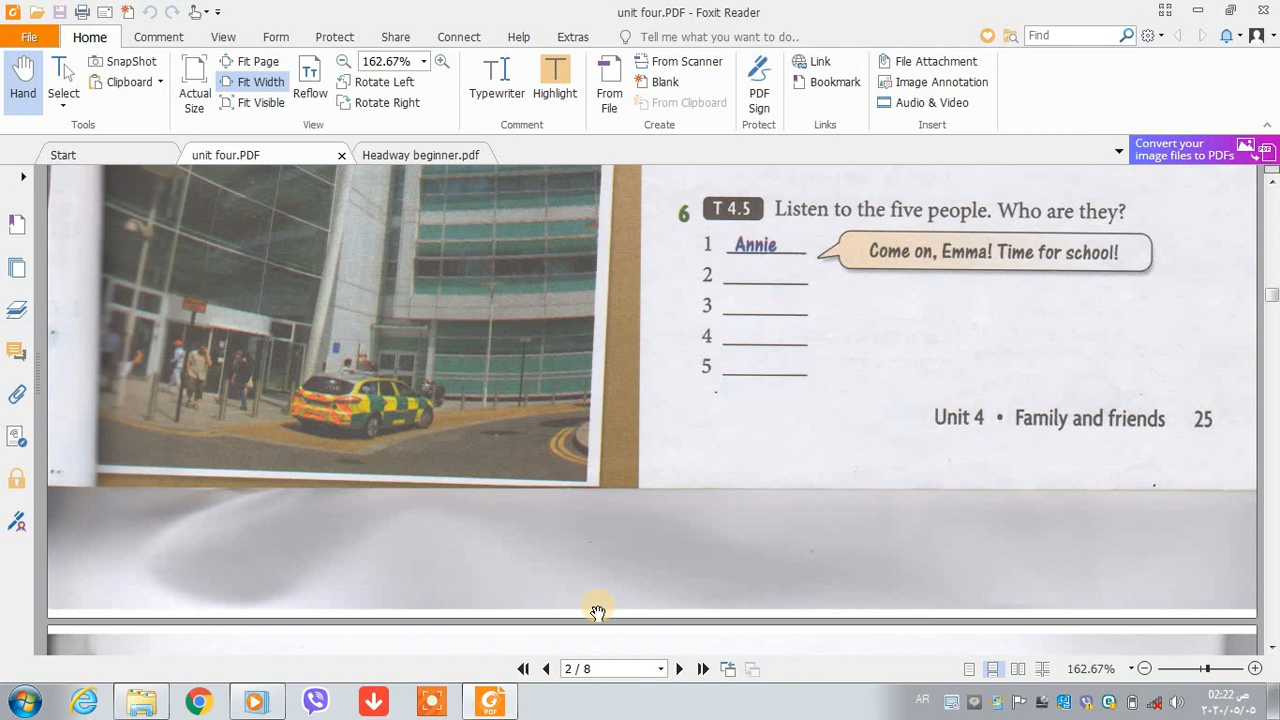 unit four.PDF - Foxit Reader
File Home Comment View Form Protect Share Connect Help Extras Tell me what you want to do.. Find
Hand
Select
SnapShot
Clipboard
Tools
Actual Size
Fit Page
Fit Width
Fit Visible
Reflow
162.67%
Rotate Left
Rotate Right
View
Typewriter
Highlight
Comment
From File
From Scanner
Blank
From Clipboard
Create
PDF Sign
Protect
Link
Bookmark
Links
File Attachment
Image Annotation
Audio & Video
Insert
Start unit four.PDF Headway beginner.pdf
Convert your
image files to PDFs
6 T 4.5 Listen to the five people. Who are they?
1 Annie Come on, Emma! Time for school!
2
3
4
5
Unit 4 • Family and friends 25
2 / 8
162.67%
PDF
AR
02:22 ص
٢٠٢٠/٠٥/٠٥